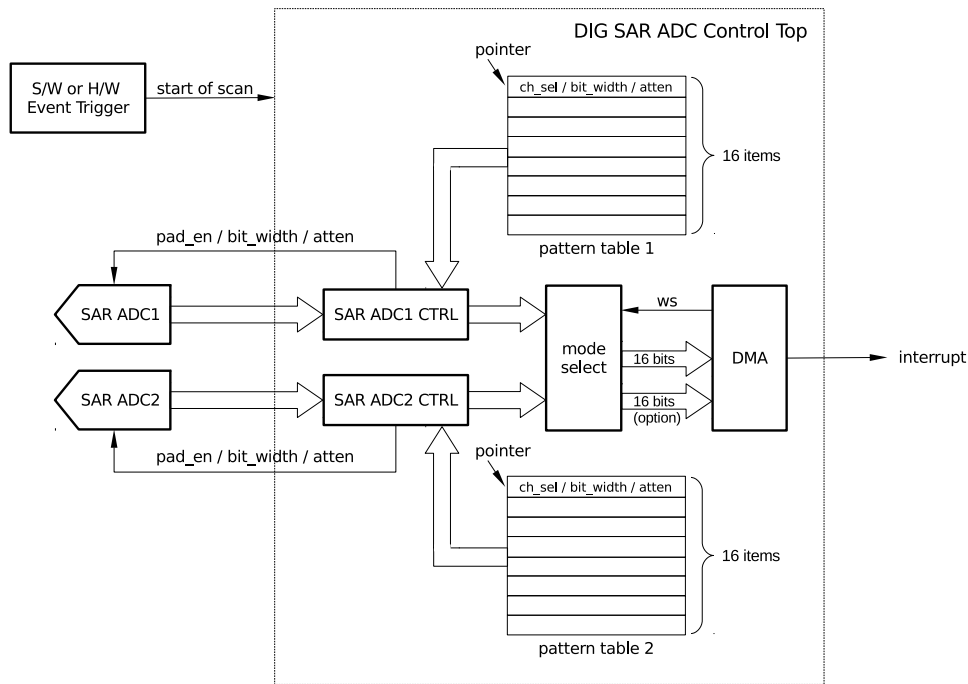 DIG SAR ADC Control Top
pointer
S/W or H/W
Event Trigger
start of scan
ch_sel / bit_width / atten
16 items
pattern table 1
pad_en / bit_width / atten
SAR ADC1
SAR ADC1 CTRL
ws
mode
select
16 bits
DMA
interrupt
SAR ADC2
SAR ADC2 CTRL
16 bits
(option)
pad_en / bit_width / atten
pointer
ch_sel / bit_width / atten
16 items
pattern table 2